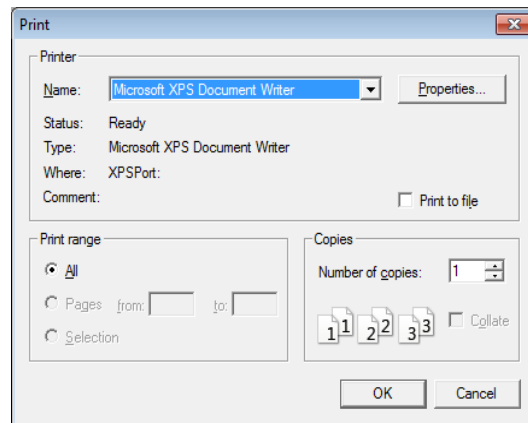 Print
Printer
Name: Microsoft XPS Document Writer Properties...
Status: Ready
Type: Microsoft XPS Document Writer
Where: XPSPort:
Comment: Print to file
Print range
All
Pages from: to:
Selection
Copies
Number of copies: 1
1 1 2 2 3 3 Collate
OK Cancel